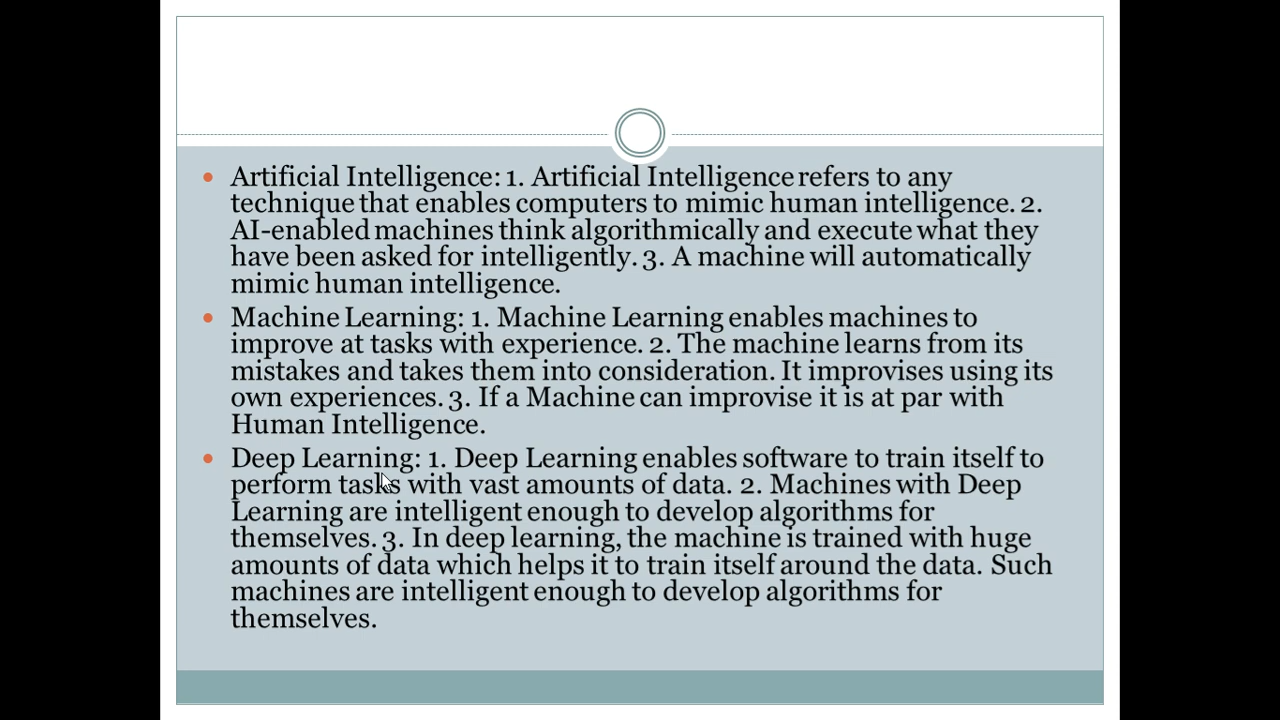 Artificial Intelligence: 1. Artificial Intelligence refers to any
technique that enables computers to mimic human intelligence. 2.
AI-enabled machines think algorithmically and execute what they
have been asked for intelligently. 3. A machine will automatically
mimic human intelligence.
Machine Learning: 1. Machine Learning enables machines to
improve at tasks with experience. 2. The machine learns from its
mistakes and takes them into consideration. It improvises using its
own experiences. 3. If a Machine can improvise it is at par with
Human Intelligence.
Deep Learning: 1. Deep Learning enables software to train itself to
perform tasks with vast amounts of data. 2. Machines with Deep
Learning are intelligent enough to develop algorithms for
themselves. 3. In deep learning, the machine is trained with huge
amounts of data which helps it to train itself around the data. Such
machines are intelligent enough to develop algorithms for
themselves.